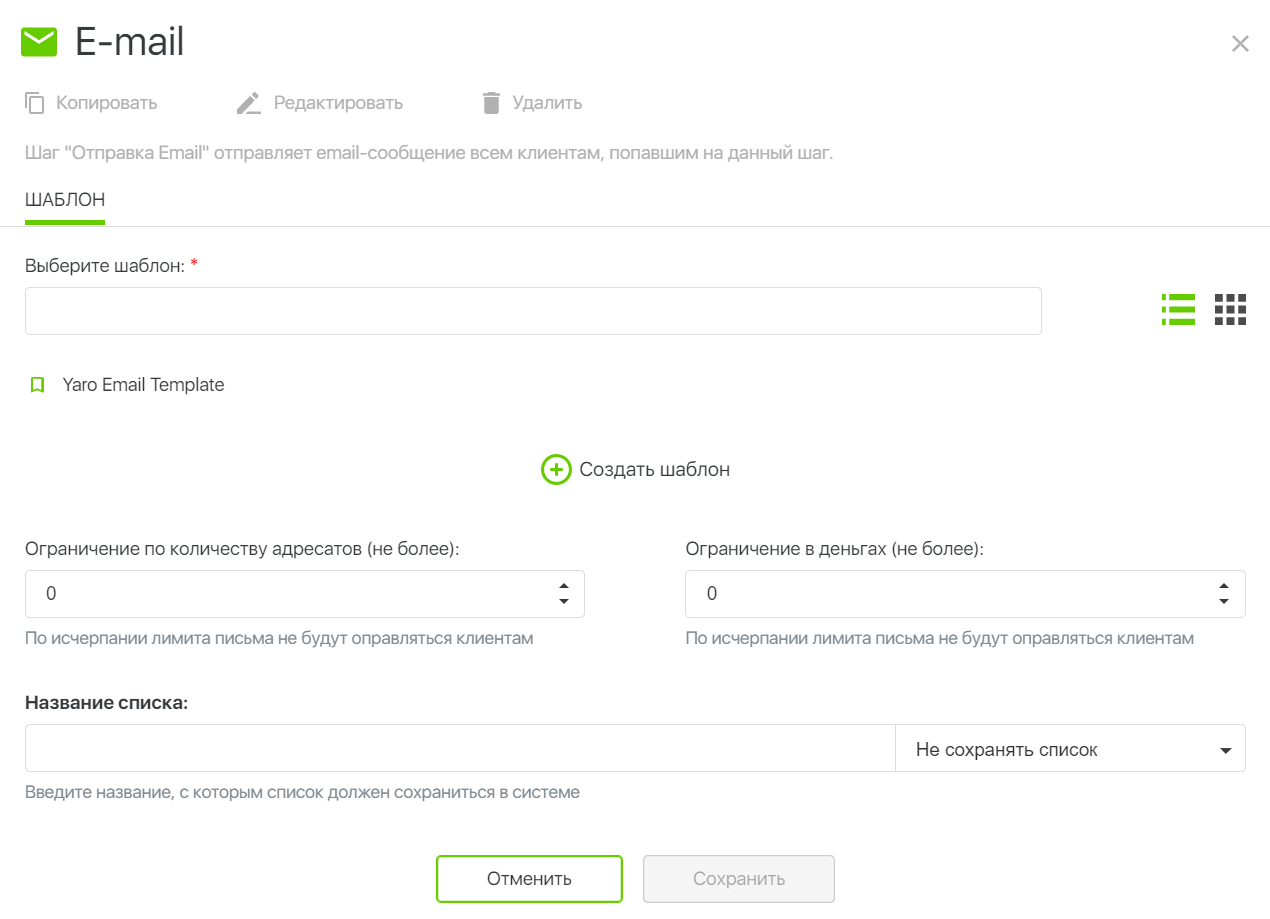 E-mail
Копировать Редактировать Удалить
Шаг "Отправка Email" отправляет email-сообщение всем клиентам, попавшим на данный шаг.
ШАБЛОН
Выберите шаблон: *
Yaro Email Template
Создать шаблон
Ограничение по количеству адресатов (не более): Ограничение в деньгах (не более):
0 0
По исчерпании лимита письма не будут оправляться клиентам По исчерпании лимита письма не будут оправляться клиентам
Название списка:
Не сохранять список
Введите название, с которым список должен сохраниться в системе
Отменить Сохранить